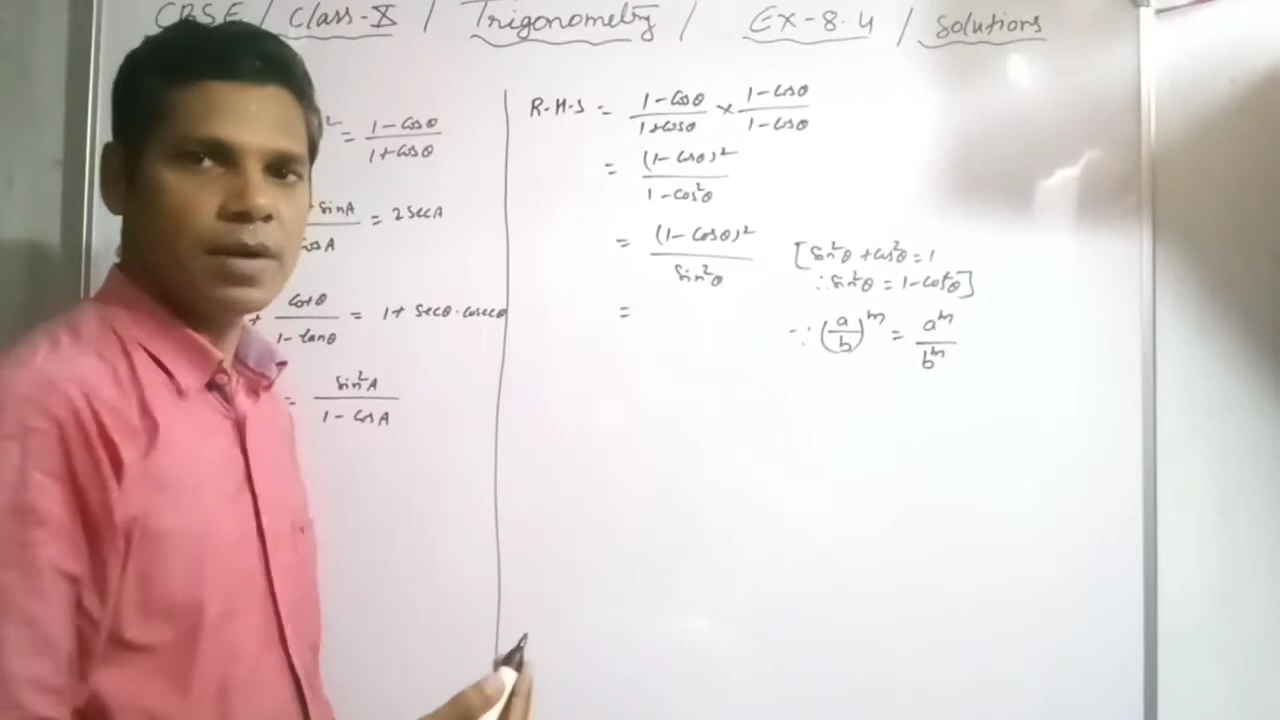 CBSE / Class-X / Trigonometry / Ex-8.4 / Solutions
² = (1-cosθ)/(1+cosθ)
sinA/cosA = 2secA
+ cotθ/(1-tanθ) = 1+ secθ.cosecθ
= sin²A/(1-cosA)
R.H.S = (1-cosθ)/(1+cosθ) × (1-cosθ)/(1-cosθ)
= (1-cosθ)²/(1-cos²θ)
= (1-cosθ)²/sin²θ [sin²θ+cos²θ=1
∴sin²θ = 1-cos²θ]
=
∵ (a/b)^m = a^m/b^m